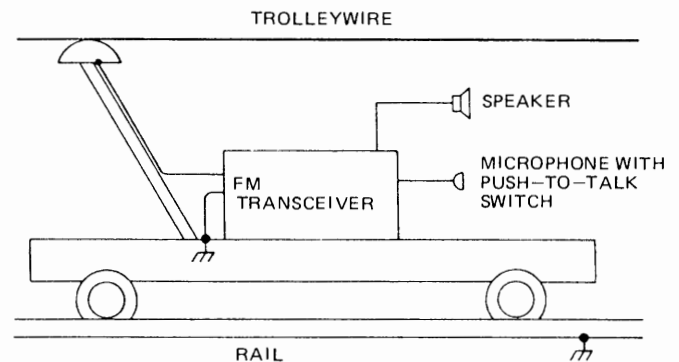 TROLLEYWIRE
SPEAKER
MICROPHONE WITH
PUSH-TO-TALK
SWITCH
FM
TRANSCEIVER
RAIL